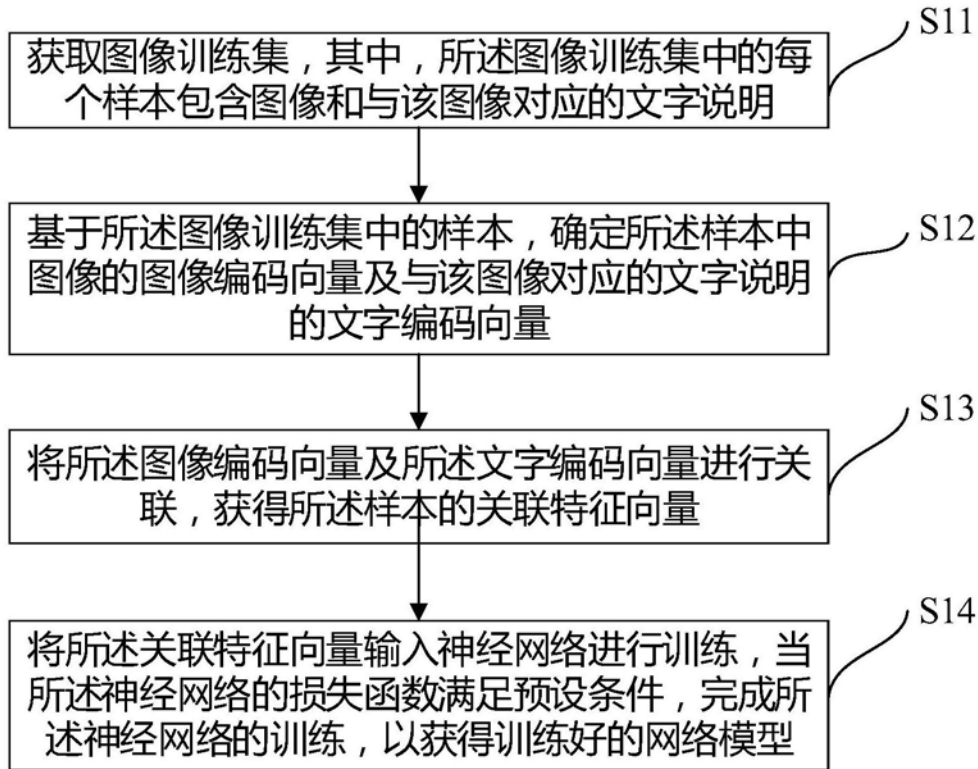 S11
获取图像训练集，其中，所述图像训练集中的每
个样本包含图像和与该图像对应的文字说明
S12
基于所述图像训练集中的样本，确定所述样本中
图像的图像编码向量及与该图像对应的文字说明
的文字编码向量
S13
将所述图像编码向量及所述文字编码向量进行关
联，获得所述样本的关联特征向量
S14
将所述关联特征向量输入神经网络进行训练，当
所述神经网络的损失函数满足预设条件，完成所
述神经网络的训练，以获得训练好的网络模型